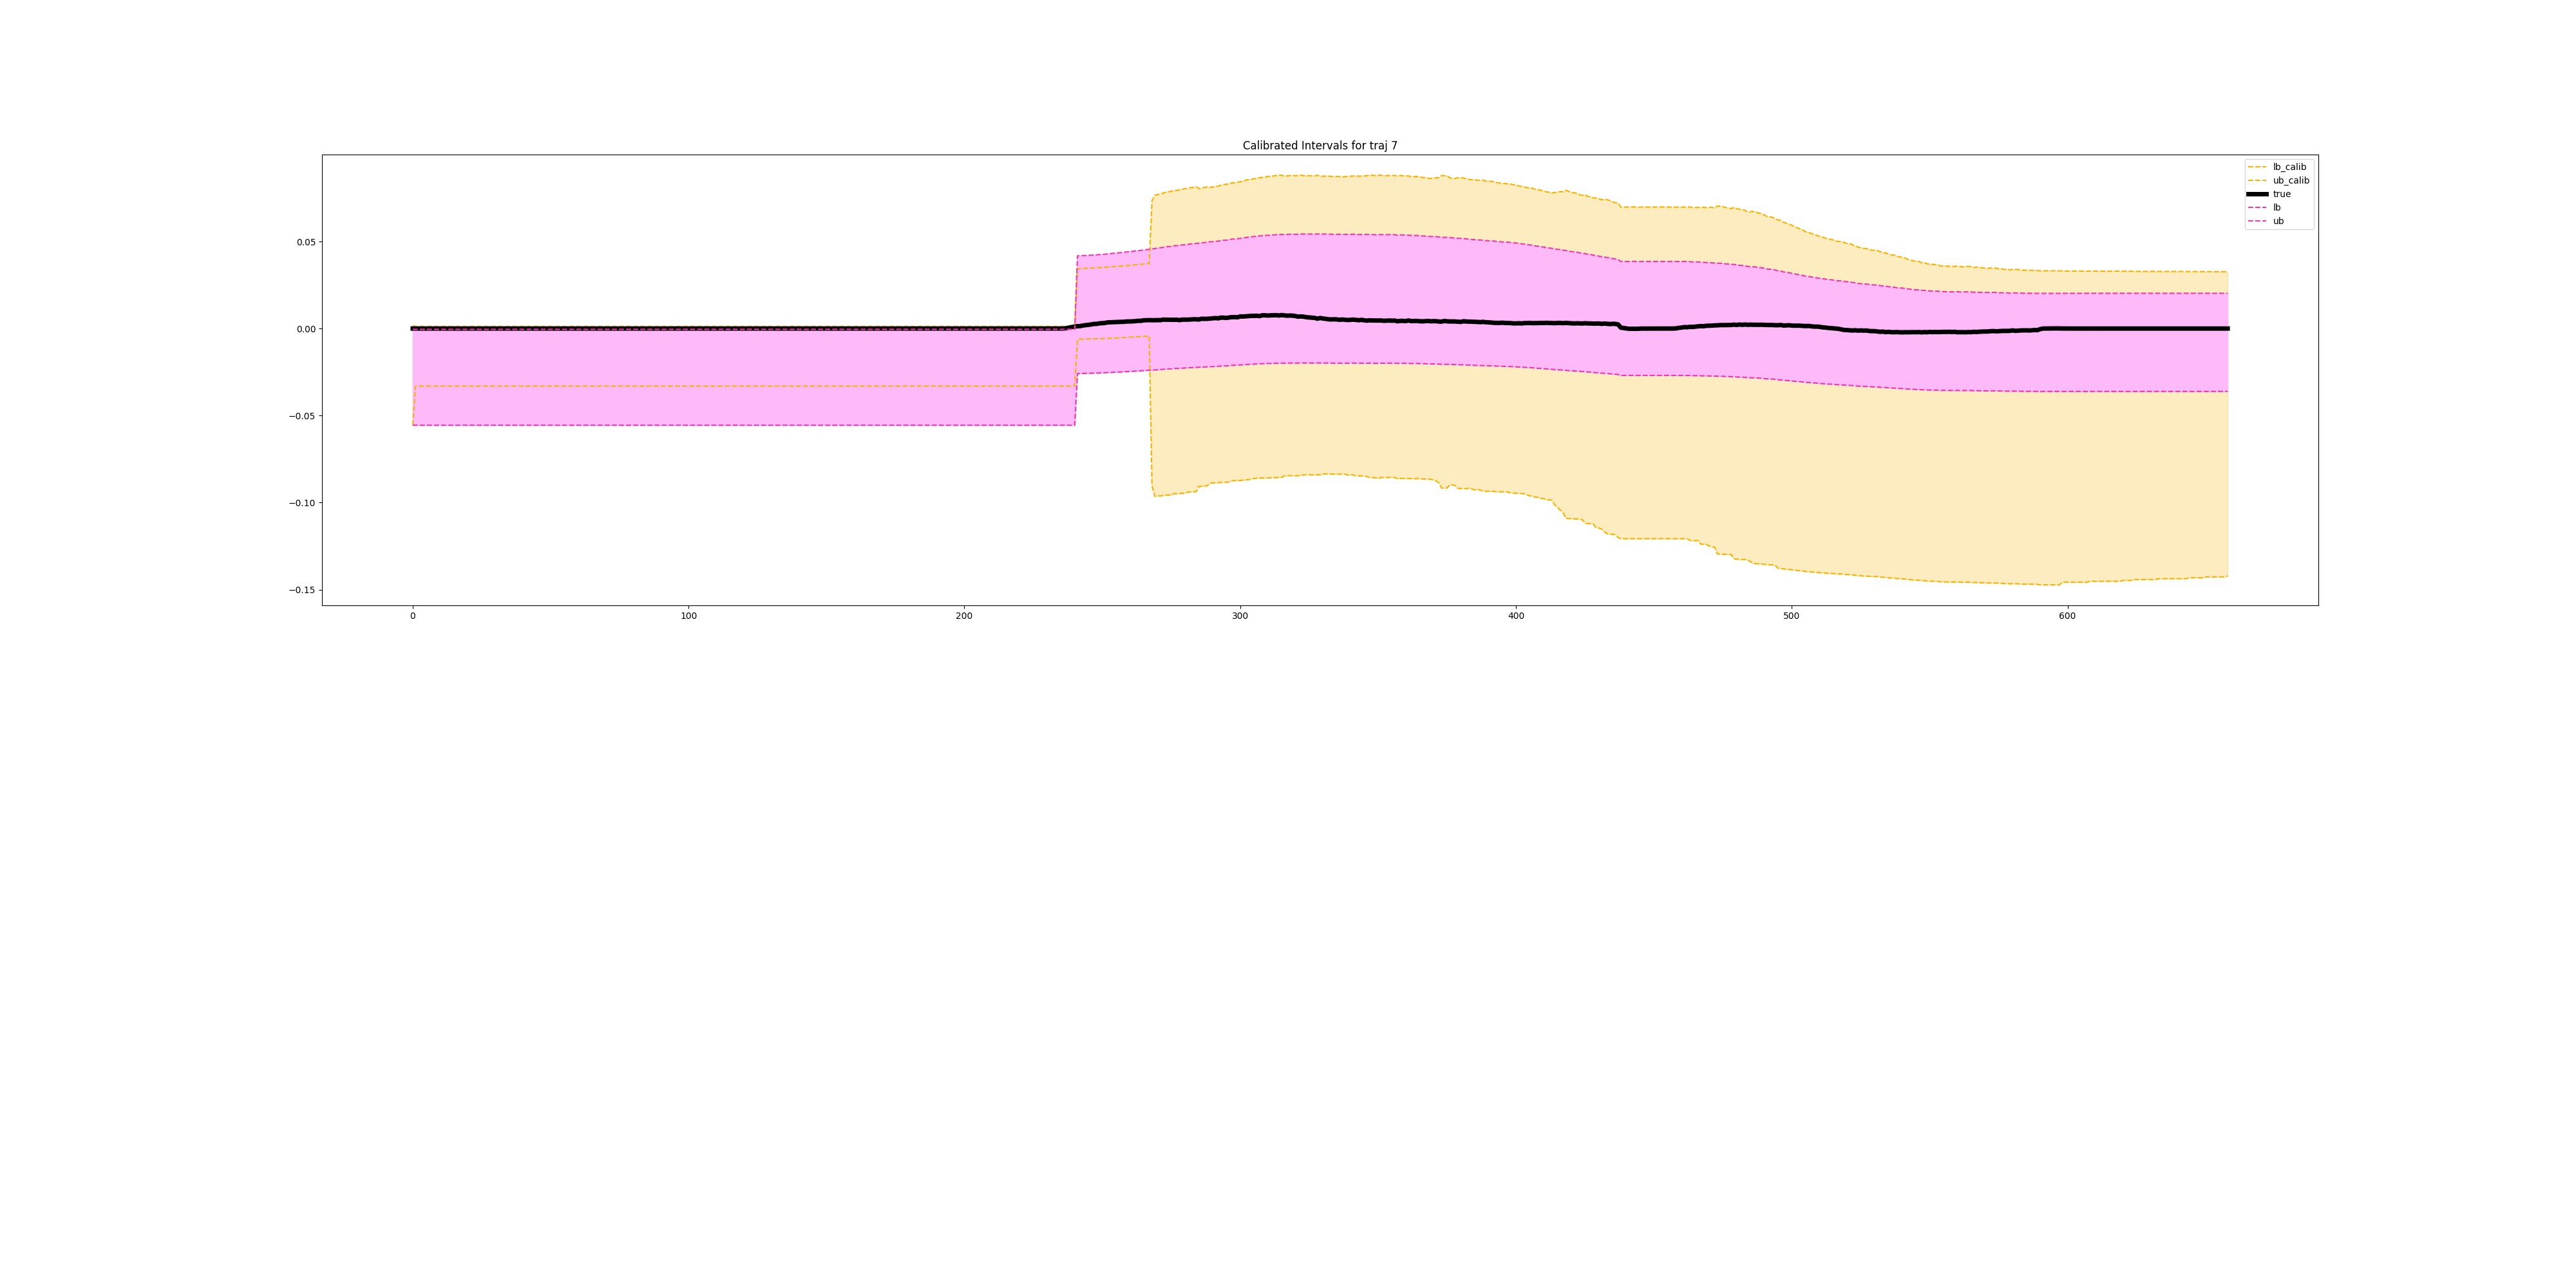 Calibrated Intervals for traj 7
lb_calib
ub_calib
true
lb
ub
0.05
0.00
−0.05
−0.10
−0.15
0 100 200 300 400 500 600